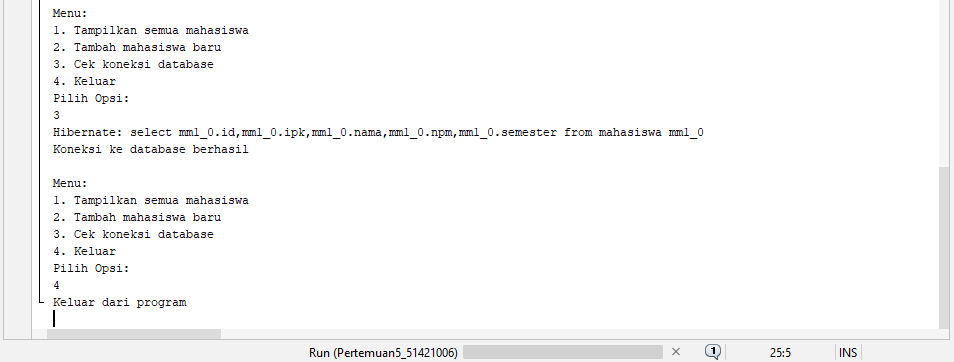 Menu:
1. Tampilkan semua mahasiswa
2. Tambah mahasiswa baru
3. Cek koneksi database
4. Keluar
Pilih Opsi:
3
Hibernate: select mm1_0.id,mm1_0.ipk,mm1_0.nama,mm1_0.npm,mm1_0.semester from mahasiswa mm1_0
Koneksi ke database berhasil
Menu:
1. Tampilkan semua mahasiswa
2. Tambah mahasiswa baru
3. Cek koneksi database
4. Keluar
Pilih Opsi:
4
Keluar dari program
Run (Pertemuan5_51421006) 1 25:5 INS